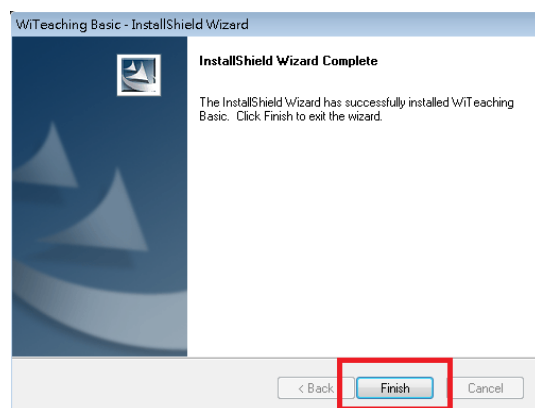 WiTeaching Basic - InstallShield Wizard
InstallShield Wizard Complete
The InstallShield Wizard has successfully installed WiTeaching
Basic. Click Finish to exit the wizard.
< Back
Finish
Cancel